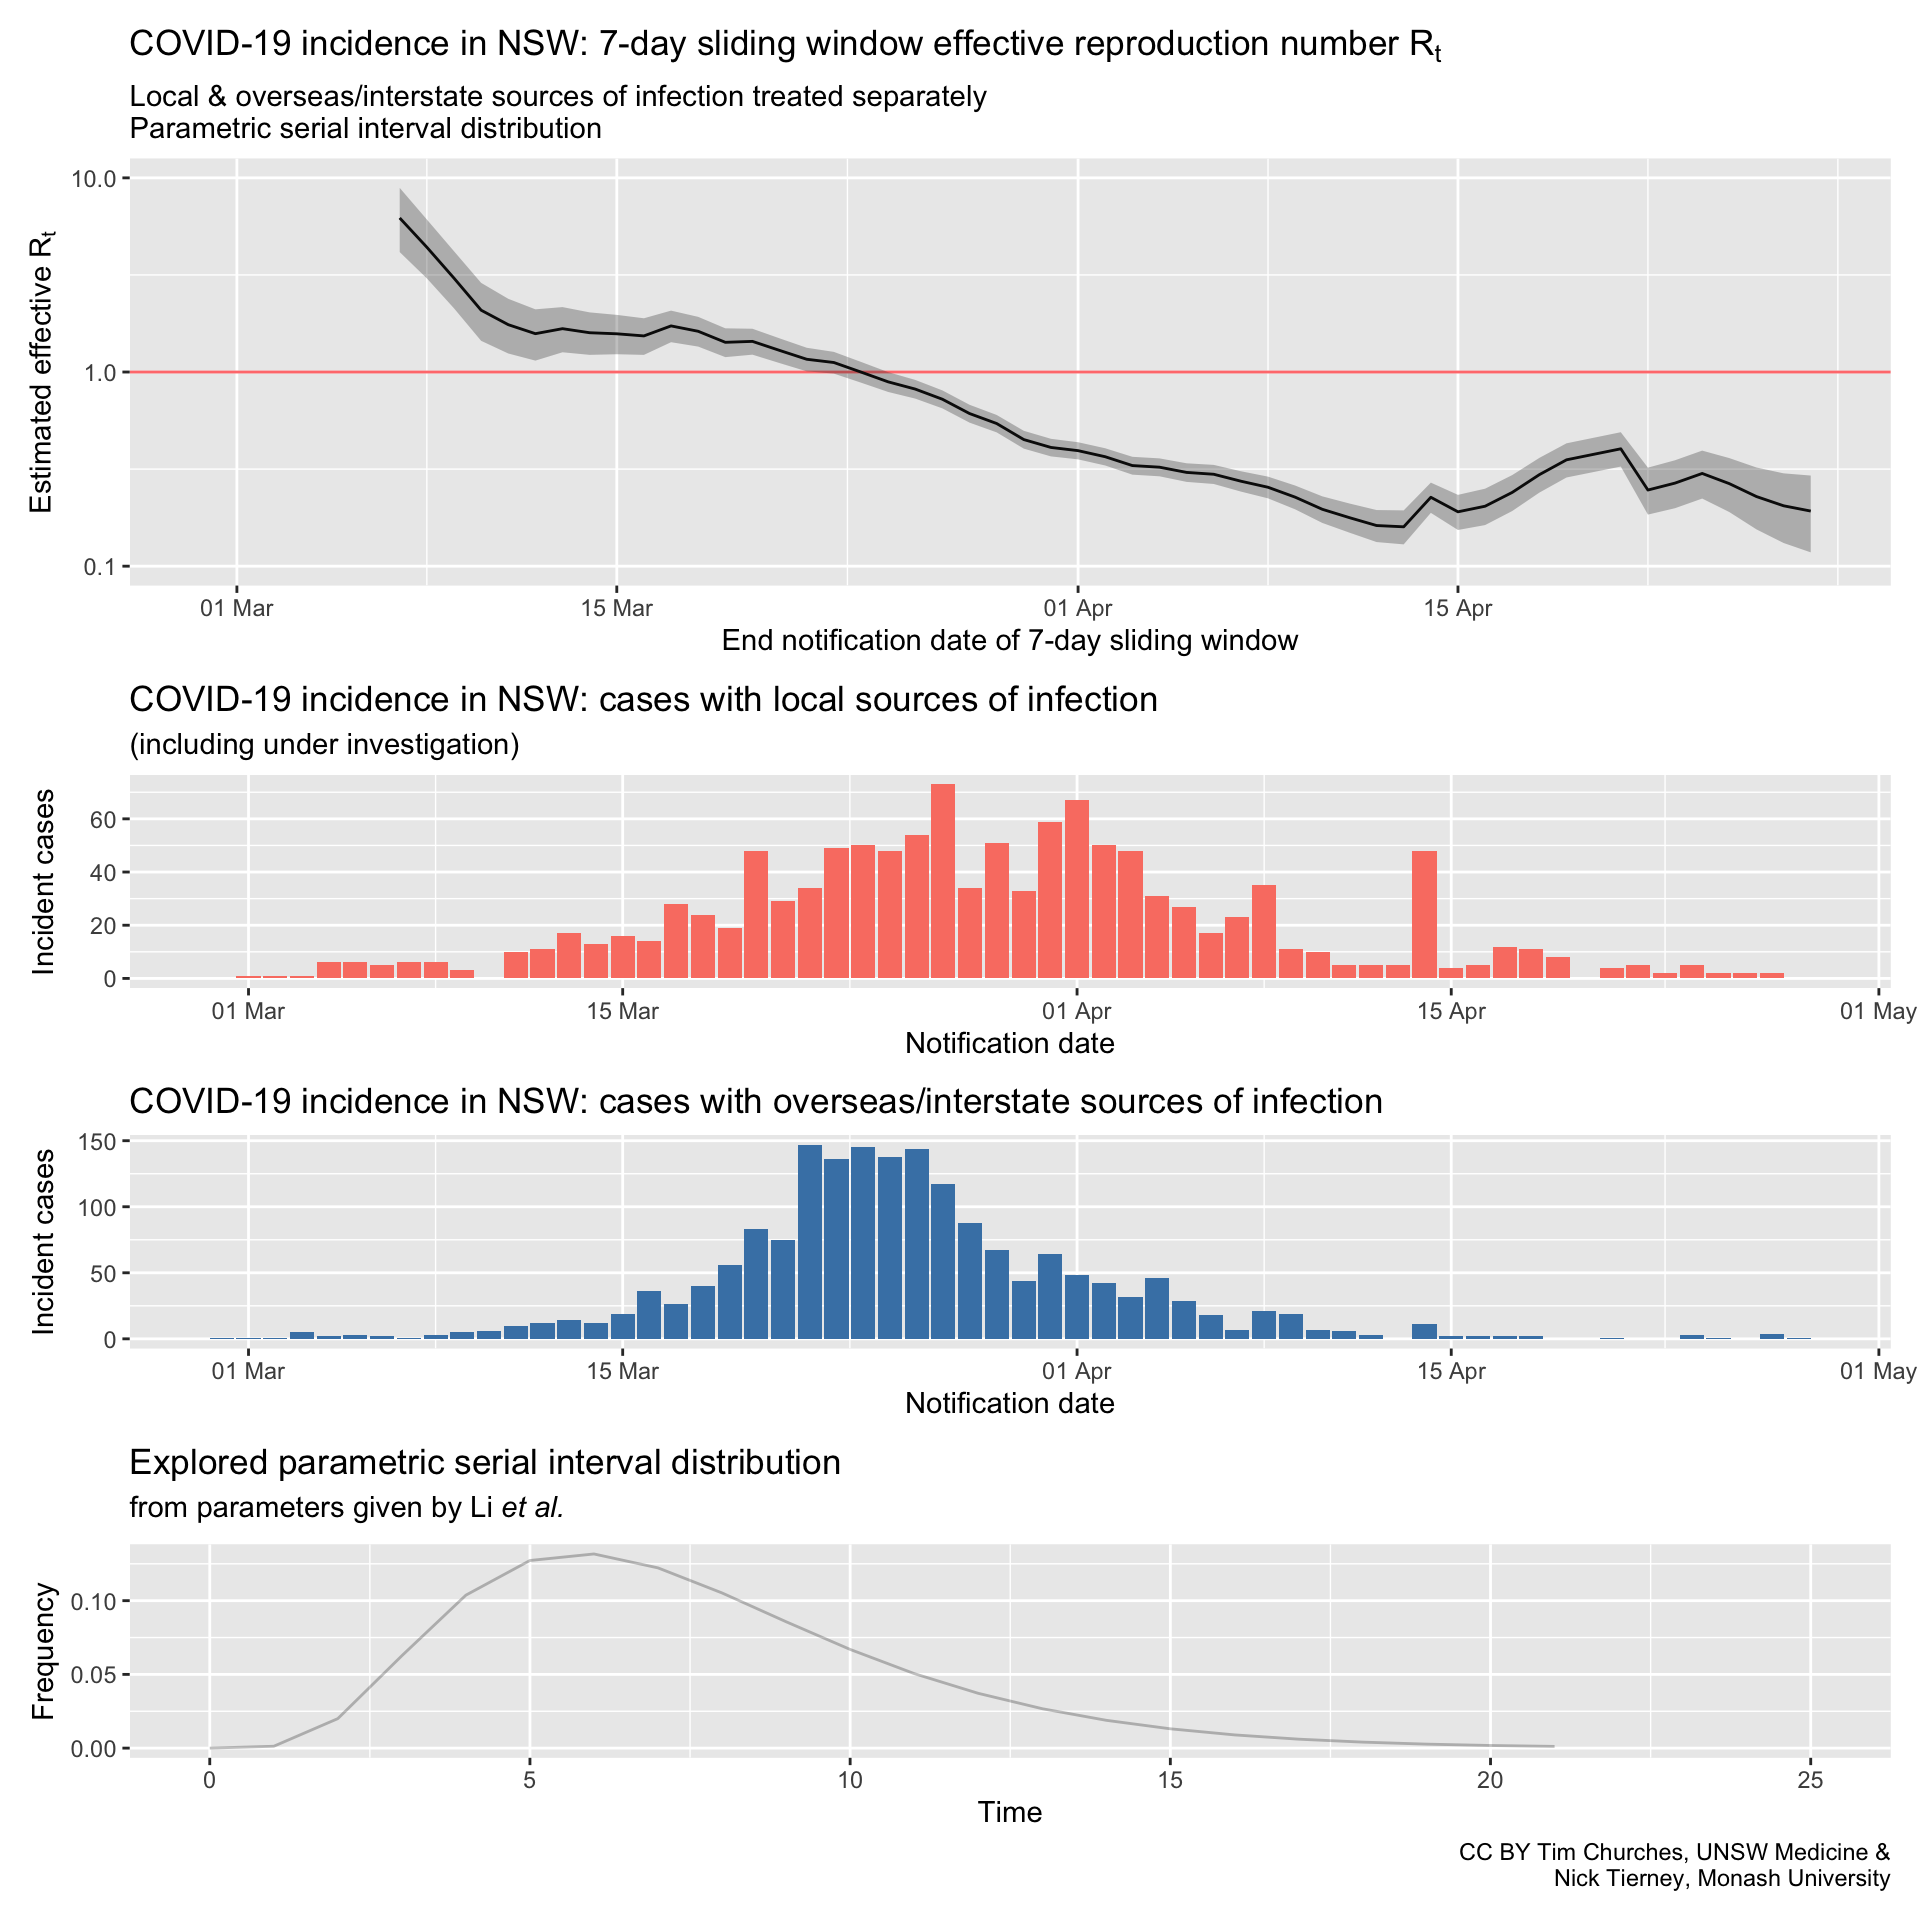 COVID-19 incidence in NSW: 7-day sliding window effective reproduction number Rt
Local & overseas/interstate sources of infection treated separately
Parametric serial interval distribution
Estimated effective Rt
10.0
1.0
0.1
01 Mar 15 Mar 01 Apr 15 Apr
End notification date of 7-day sliding window
COVID-19 incidence in NSW: cases with local sources of infection
(including under investigation)
Incident cases
60
40
20
0
01 Mar 15 Mar 01 Apr 15 Apr 01 May
Notification date
COVID-19 incidence in NSW: cases with overseas/interstate sources of infection
Incident cases
150
100
50
0
01 Mar 15 Mar 01 Apr 15 Apr 01 May
Notification date
Explored parametric serial interval distribution
from parameters given by Li et al.
Frequency
0.10
0.05
0.00
0 5 10 15 20 25
Time
CC BY Tim Churches, UNSW Medicine &
Nick Tierney, Monash University